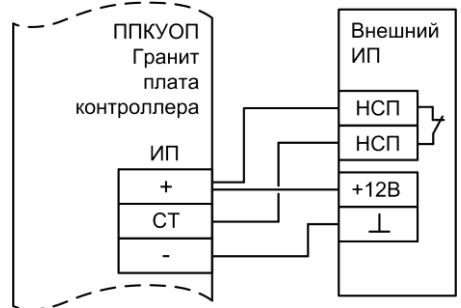 ППКУОП
Гранит
плата
контроллера
ИП
+
СТ
-
Внешний
ИП
НСП
НСП
+12В